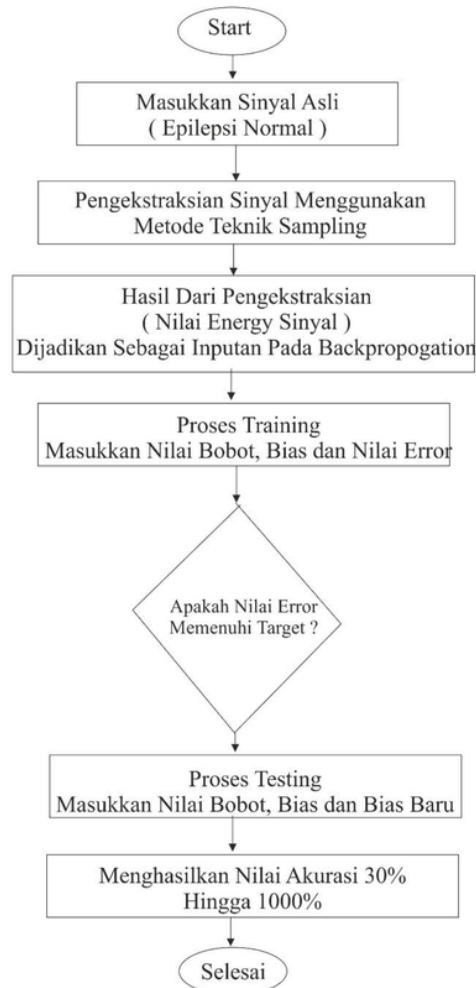 Start
Masukkan Sinyal Asli
( Epilepsi Normal )
Pengekstraksian Sinyal Menggunakan
Metode Teknik Sampling
Hasil Dari Pengekstraksian
( Nilai Energy Sinyal )
Dijadikan Sebagai Inputan Pada Backpropogation
Proses Training
Masukkan Nilai Bobot, Bias dan Nilai Error
Apakah Nilai Error
Memenuhi Target ?
Proses Testing
Masukkan Nilai Bobot, Bias dan Bias Baru
Menghasilkan Nilai Akurasi 30%
Hingga 1000%
Selesai